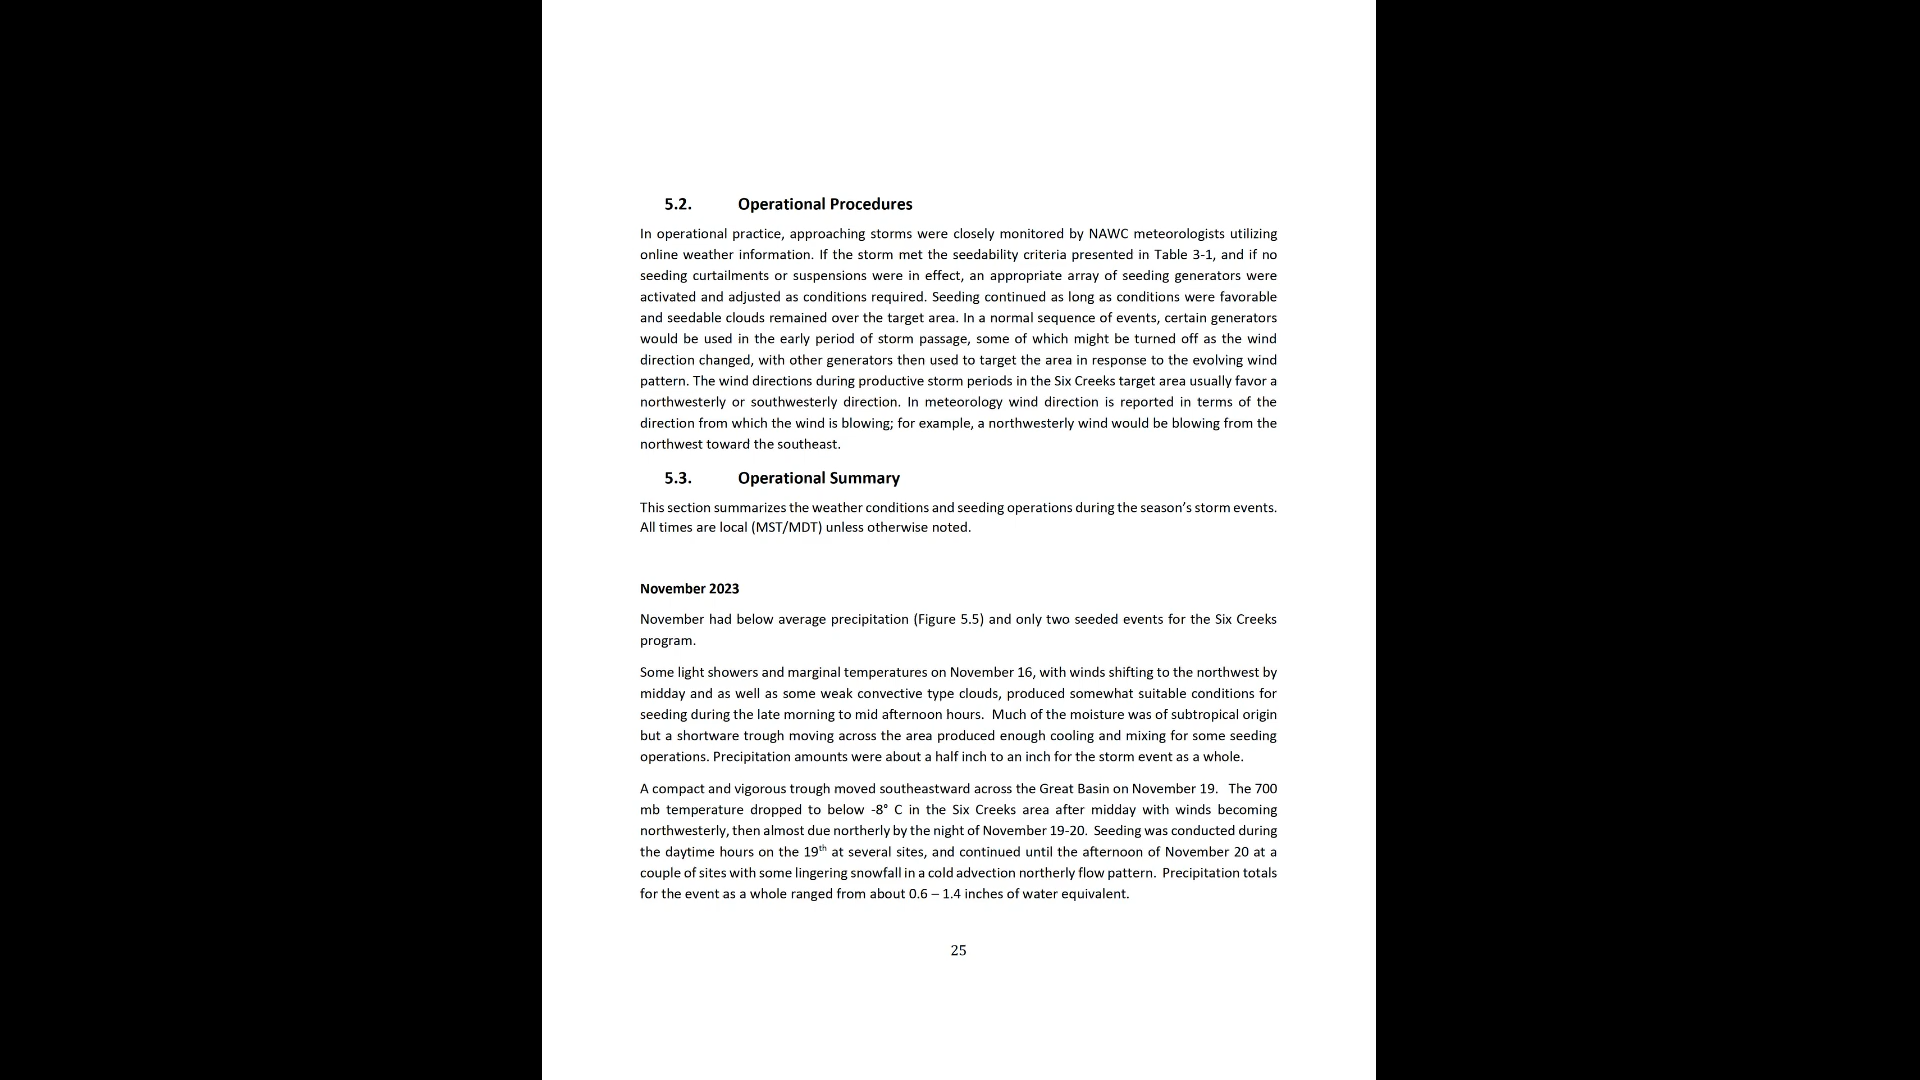 5.2. Operational Procedures
In operational practice, approaching storms were closely monitored by NAWC meteorologists utilizing
online weather information. If the storm met the seedability criteria presented in Table 3-1, and if no
seeding curtailments or suspensions were in effect, an appropriate array of seeding generators were
activated and adjusted as conditions required. Seeding continued as long as conditions were favorable
and seedable clouds remained over the target area. In a normal sequence of events, certain generators
would be used in the early period of storm passage, some of which might be turned off as the wind
direction changed, with other generators then used to target the area in response to the evolving wind
pattern. The wind directions during productive storm periods in the Six Creeks target area usually favor a
northwesterly or southwesterly direction. In meteorology wind direction is reported in terms of the
direction from which the wind is blowing; for example, a northwesterly wind would be blowing from the
northwest toward the southeast.
5.3. Operational Summary
This section summarizes the weather conditions and seeding operations during the season’s storm events.
All times are local (MST/MDT) unless otherwise noted.
November 2023
November had below average precipitation (Figure 5.5) and only two seeded events for the Six Creeks
program.
Some light showers and marginal temperatures on November 16, with winds shifting to the northwest by
midday and as well as some weak convective type clouds, produced somewhat suitable conditions for
seeding during the late morning to mid afternoon hours. Much of the moisture was of subtropical origin
but a shortware trough moving across the area produced enough cooling and mixing for some seeding
operations. Precipitation amounts were about a half inch to an inch for the storm event as a whole.
A compact and vigorous trough moved southeastward across the Great Basin on November 19. The 700
mb temperature dropped to below -8° C in the Six Creeks area after midday with winds becoming
northwesterly, then almost due northerly by the night of November 19-20. Seeding was conducted during
the daytime hours on the 19th at several sites, and continued until the afternoon of November 20 at a
couple of sites with some lingering snowfall in a cold advection northerly flow pattern. Precipitation totals
for the event as a whole ranged from about 0.6 – 1.4 inches of water equivalent.
25